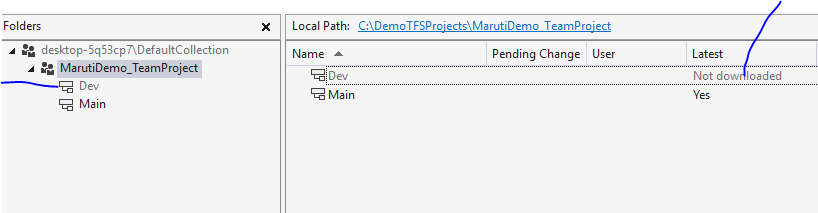 Folders
desktop-5q53cp7\DefaultCollection
MarutiDemo_TeamProject
Dev
Main
Local Path: C:\DemoTFSProjects\MarutiDemo_TeamProject
Name Pending Change User Latest
Dev Not downloaded
Main Yes